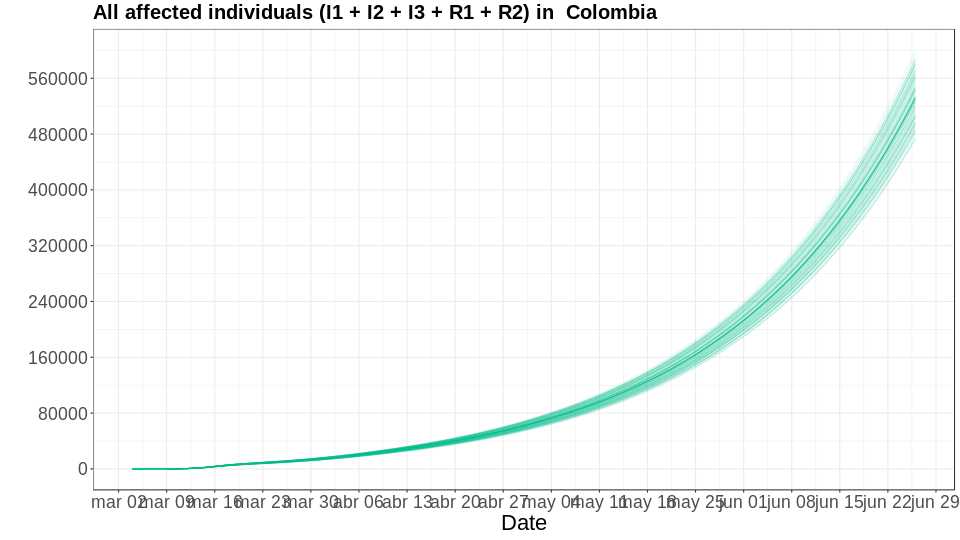 All affected individuals (I1 + I2 + I3 + R1 + R2) in  Colombia
560000
480000
400000
320000
240000
160000
80000
0
mar 02 mar 09 mar 16 mar 23 mar 30 abr 06 abr 13 abr 20 abr 27 may 04 may 11 may 18 may 25 jun 01 jun 08 jun 15 jun 22 jun 29
Date